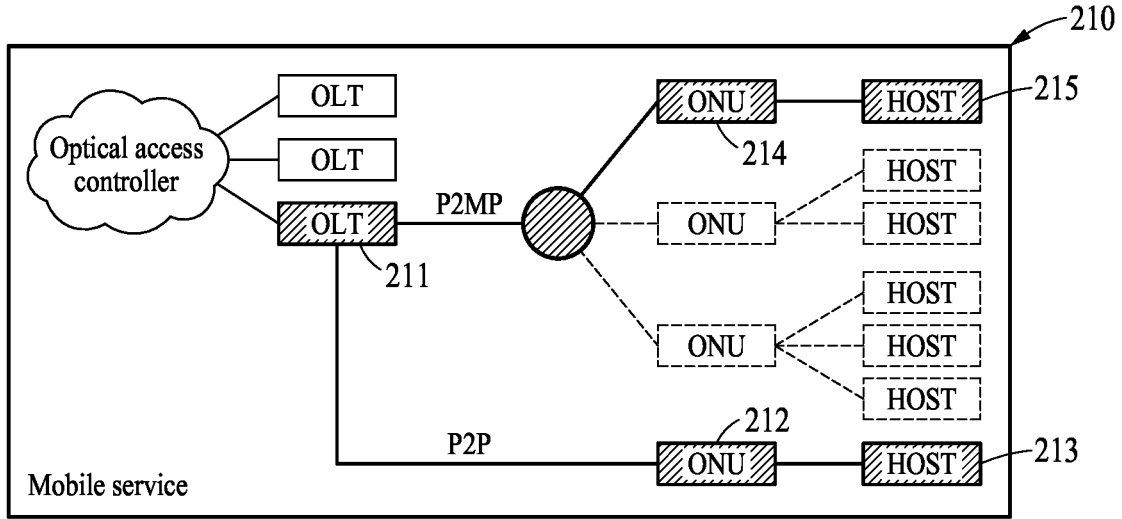 210
OLT
ONU
HOST
215
214
Optical access
controller
OLT
HOST
OLT
P2MP
ONU
HOST
211
HOST
ONU
HOST
HOST
212
P2P
ONU
HOST
213
Mobile service